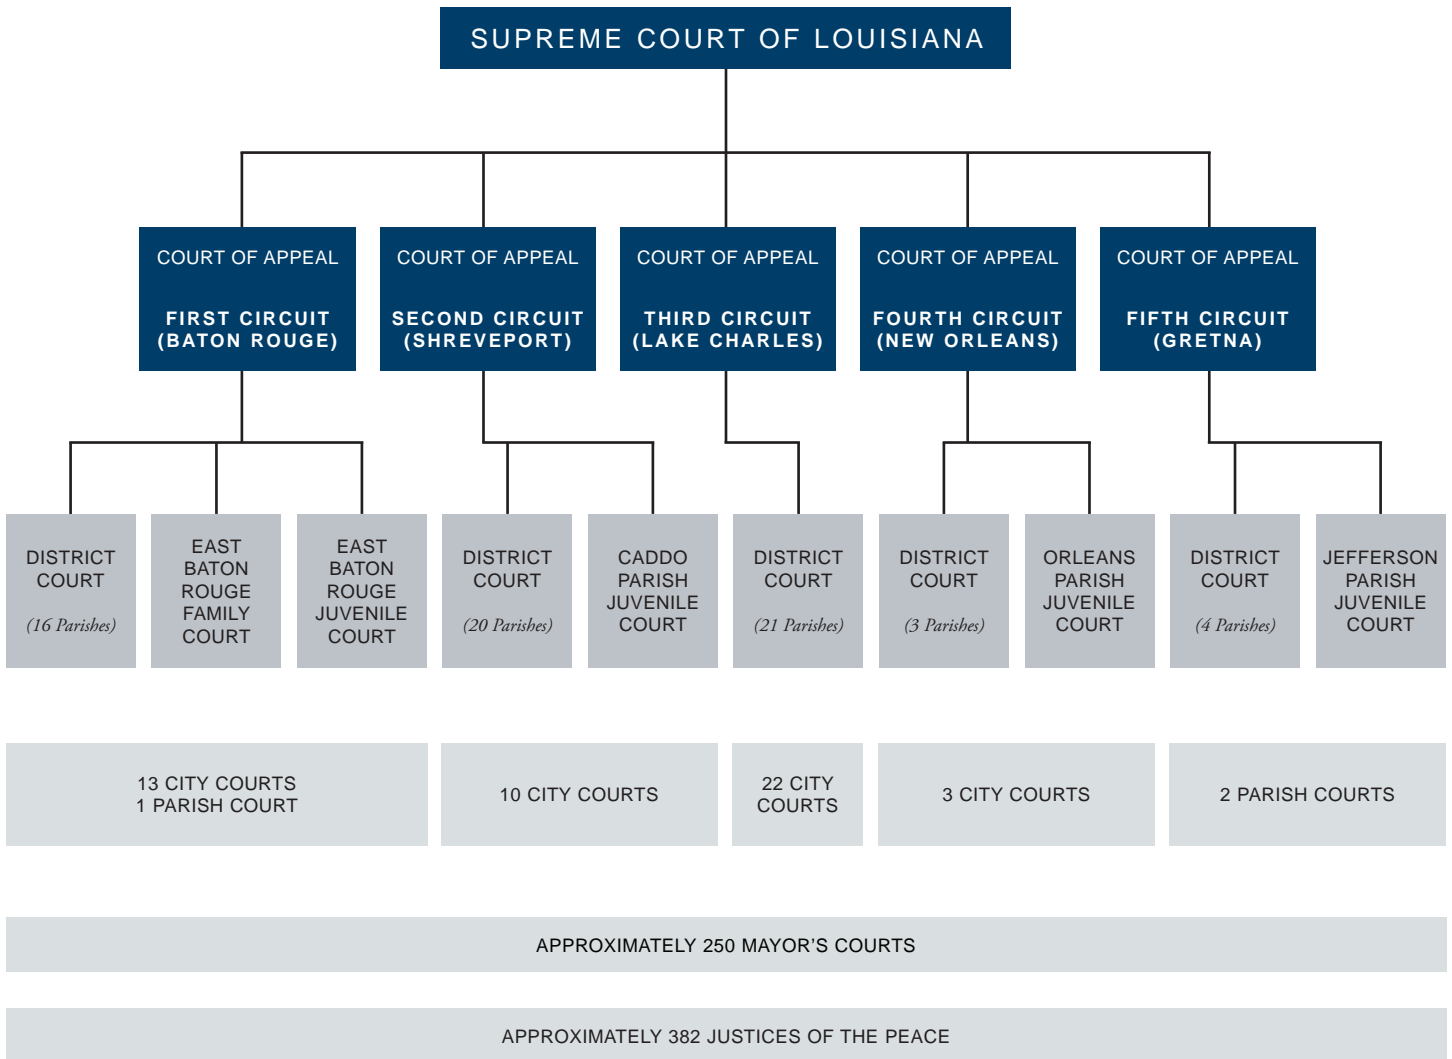 SUPREME COURT OF LOUISIANA
COURT OF APPEAL
FIRST CIRCUIT
(BATON ROUGE)
COURT OF APPEAL
SECOND CIRCUIT
(SHREVEPORT)
COURT OF APPEAL
THIRD CIRCUIT
(LAKE CHARLES)
COURT OF APPEAL
FOURTH CIRCUIT
(NEW ORLEANS)
COURT OF APPEAL
FIFTH CIRCUIT
(GRETNA)
DISTRICT
COURT
(16 Parishes)
EAST
BATON
ROUGE
FAMILY
COURT
EAST
BATON
ROUGE
JUVENILE
COURT
DISTRICT
COURT
(20 Parishes)
CADDO
PARISH
JUVENILE
COURT
DISTRICT
COURT
(21 Parishes)
DISTRICT
COURT
(3 Parishes)
ORLEANS
PARISH
JUVENILE
COURT
DISTRICT
COURT
(4 Parishes)
JEFFERSON
PARISH
JUVENILE
COURT
13 CITY COURTS
1 PARISH COURT
10 CITY COURTS
22 CITY
COURTS
3 CITY COURTS
2 PARISH COURTS
APPROXIMATELY 250 MAYOR’S COURTS
APPROXIMATELY 382 JUSTICES OF THE PEACE